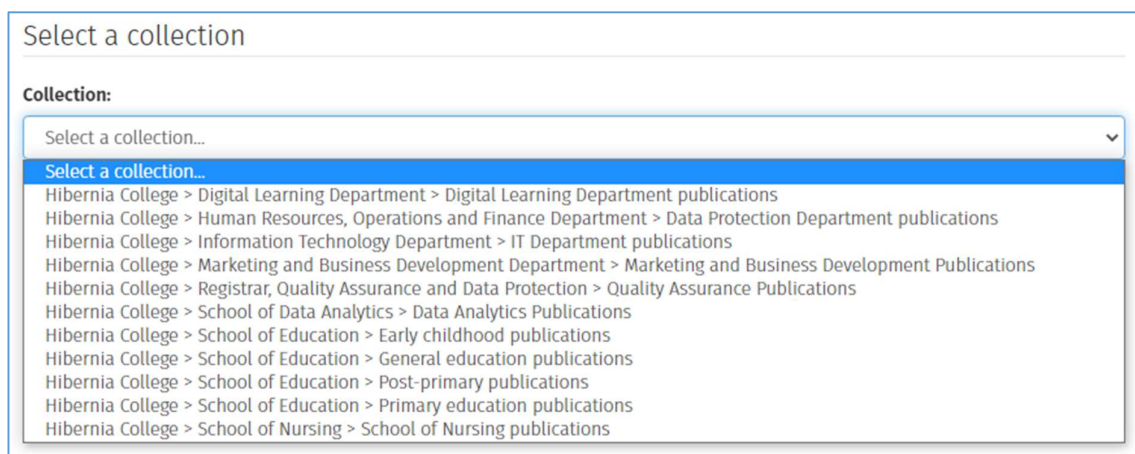 Select a collection
Collection:
Select a collection...
Select a collection...
Hibernia College > Digital Learning Department > Digital Learning Department publications
Hibernia College > Human Resources, Operations and Finance Department > Data Protection Department publications
Hibernia College > Information Technology Department > IT Department publications
Hibernia College > Marketing and Business Development Department > Marketing and Business Development Publications
Hibernia College > Registrar, Quality Assurance and Data Protection > Quality Assurance Publications
Hibernia College > School of Data Analytics > Data Analytics Publications
Hibernia College > School of Education > Early childhood publications
Hibernia College > School of Education > General education publications
Hibernia College > School of Education > Post-primary publications
Hibernia College > School of Education > Primary education publications
Hibernia College > School of Nursing > School of Nursing publications